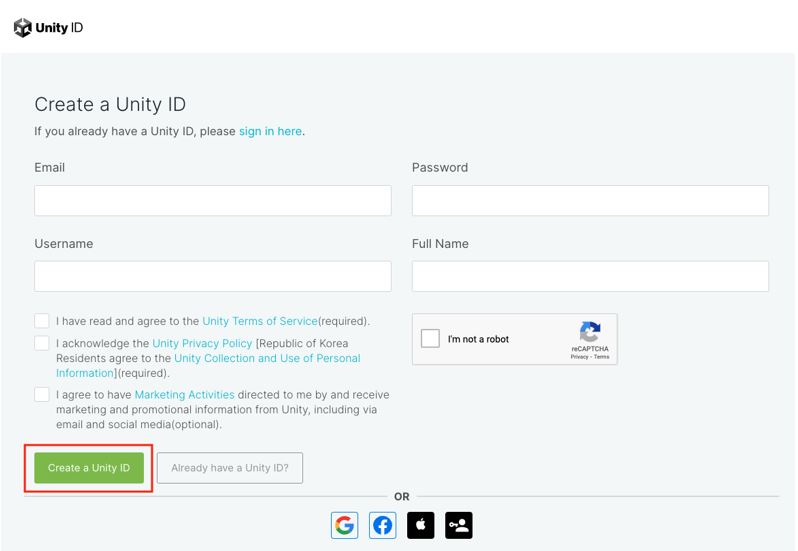 Unity ID
Create a Unity ID
If you already have a Unity ID, please sign in here.
Email
Password
Username
Full Name
I have read and agree to the Unity Terms of Service(required).
I acknowledge the Unity Privacy Policy [Republic of Korea
Residents agree to the Unity Collection and Use of Personal
Information](required).
I agree to have Marketing Activities directed to me by and receive
marketing and promotional information from Unity, including via
email and social media(optional).
I'm not a robot
reCAPTCHA
Privacy - Terms
Create a Unity ID
Already have a Unity ID?
OR